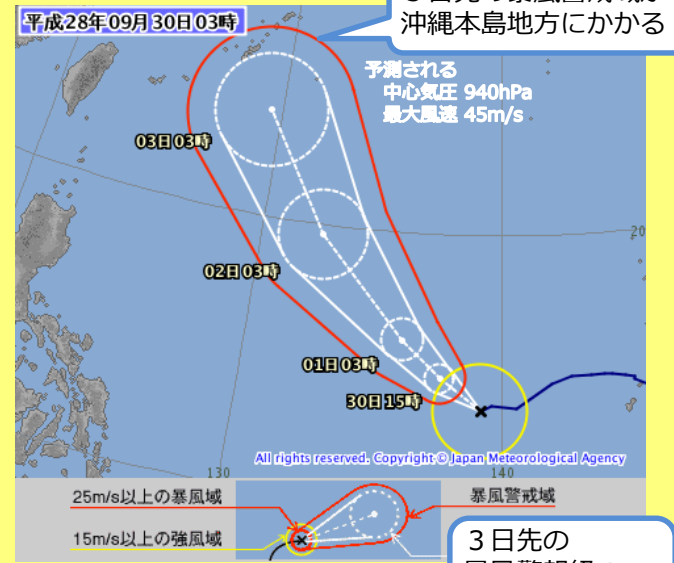 平成28年09月30日03時
沖縄本島地方にかかる
予測される
中心気圧 940hPa
最大風速 45m/s
03日03時
20
02日03時
01日03時
30日15時
All rights reserved. Copyright © Japan Meteorological Agency
130
140
25m/s以上の暴風域
暴風警戒域
15m/s以上の強風域
3日先の